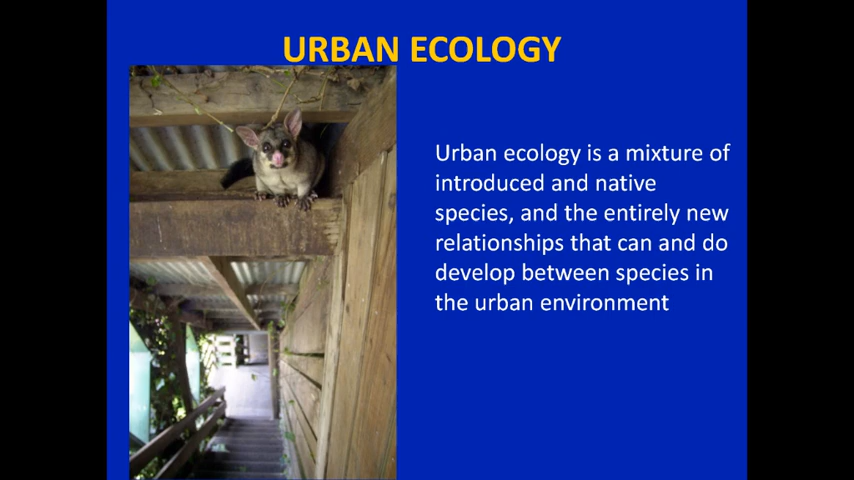 URBAN ECOLOGY
Urban ecology is a mixture of
introduced and native
species, and the entirely new
relationships that can and do
develop between species in
the urban environment